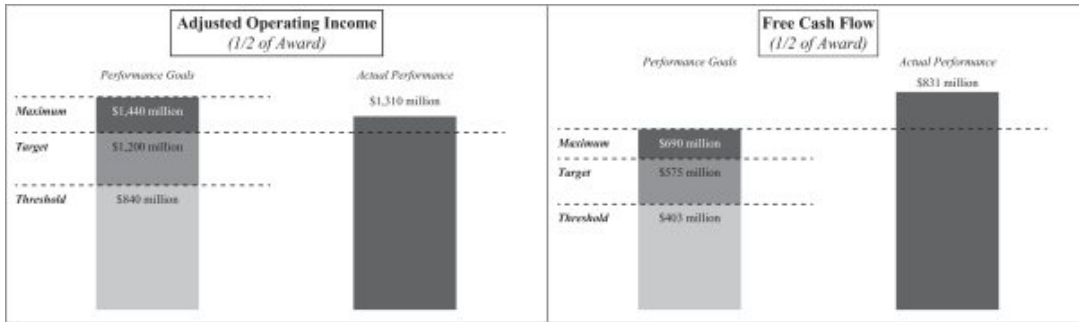 Adjusted Operating Income
(1/2 of Award)
Performance Goals
Actual Performance
Maximum
$1,440 million
$1,310 million
Target
$1,200 million
Threshold
$840 million
Free Cash Flow
(1/2 of Award)
Performance Goals
Actual Performance
$831 million
Maximum
$690 million
Target
$575 million
Threshold
$403 million